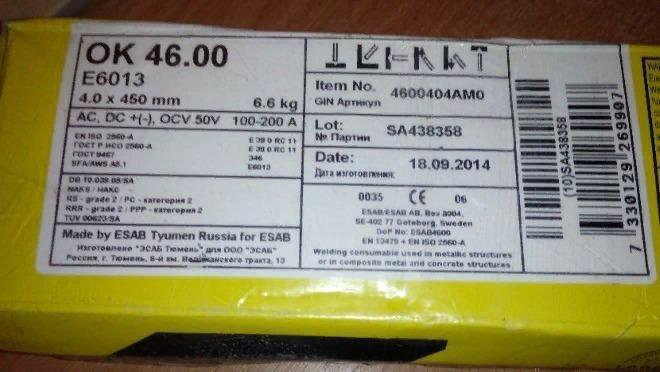 OK 46.00
E6013
4.0 x 450 mm 6.6 kg
AC, DC +(-), OCV 50V 100-200 A
EN ISO 2560-A E 38 0 RC 11
ГОСТ Р ИСО 2560-A E 38 0 RC 11
ГОСТ 9467 Э46
SFA/AWS A5.1 E6013
DB 10.039.05/SA
NAKS / НАКС
RS - grade 2 / РС - категория 2
RRR - grade 2 / РРР - категория 2
TUV 00623/SA
Made by ESAB Tyumen Russia for ESAB
Изготовлено "ЭСАБ Тюмень" для ООО "ЭСАБ"
Россия, г. Тюмень, 6-й км. Велижанского тракта, 13
Item No. 4600404AM0
GIN Артикул
Lot: SA438358
№ Партии
Date: 18.09.2014
Дата изготовления
0035 CE 06
ESAB/ESAB AB, Box 8004,
SE-402 77 Goteborg, Sweden
DoP No: ESAB4600
EN 13479 + EN ISO 2560-A
Welding consumable used in metallic structures
or in composite metal and concrete structures
(10)SA438358
7 330129 269907